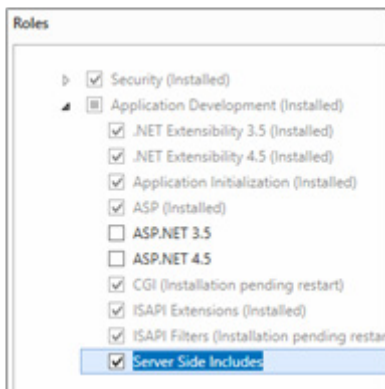 Roles
Security (Installed)
Application Development (Installed)
.NET Extensibility 3.5 (Installed)
.NET Extensibility 4.5 (Installed)
Application Initialization (Installed)
ASP (Installed)
ASP.NET 3.5
ASP.NET 4.5
CGI (Installation pending restart)
ISAPI Extensions (Installed)
ISAPI Filters (Installation pending restar
Server Side Includes